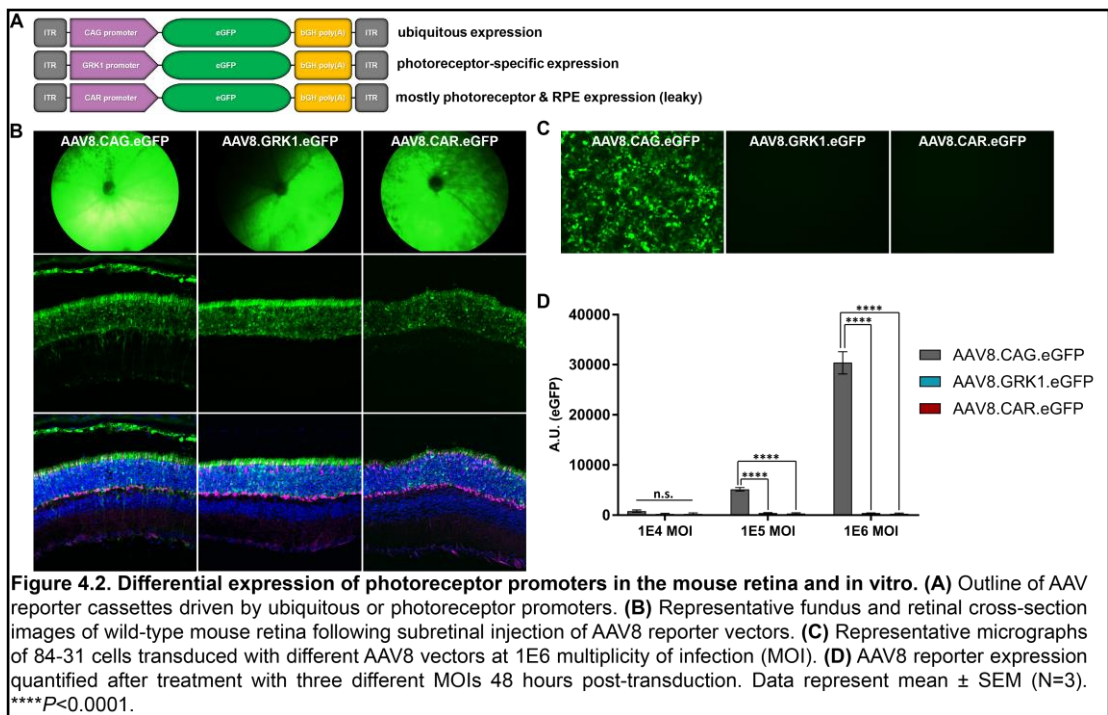 A
ITR CAG promoter eGFP bGH poly(A) ITR ubiquitous expression
ITR GRK1 promoter eGFP bGH poly(A) ITR photoreceptor-specific expression
ITR CAR promoter eGFP bGH poly(A) ITR mostly photoreceptor & RPE expression (leaky)
B
AAV8.CAG.eGFP AAV8.GRK1.eGFP AAV8.CAR.eGFP
C
AAV8.CAG.eGFP AAV8.GRK1.eGFP AAV8.CAR.eGFP
D
A.U. (eGFP)
40000
30000
20000
10000
0
n.s.
****
****
****
****
1E4 MOI 1E5 MOI 1E6 MOI
AAV8.CAG.eGFP
AAV8.GRK1.eGFP
AAV8.CAR.eGFP
Figure 4.2. Differential expression of photoreceptor promoters in the mouse retina and in vitro. (A) Outline of AAV
reporter cassettes driven by ubiquitous or photoreceptor promoters. (B) Representative fundus and retinal cross-section
images of wild-type mouse retina following subretinal injection of AAV8 reporter vectors. (C) Representative micrographs
of 84-31 cells transduced with different AAV8 vectors at 1E6 multiplicity of infection (MOI). (D) AAV8 reporter expression
quantified after treatment with three different MOIs 48 hours post-transduction. Data represent mean ± SEM (N=3).
****P<0.0001.